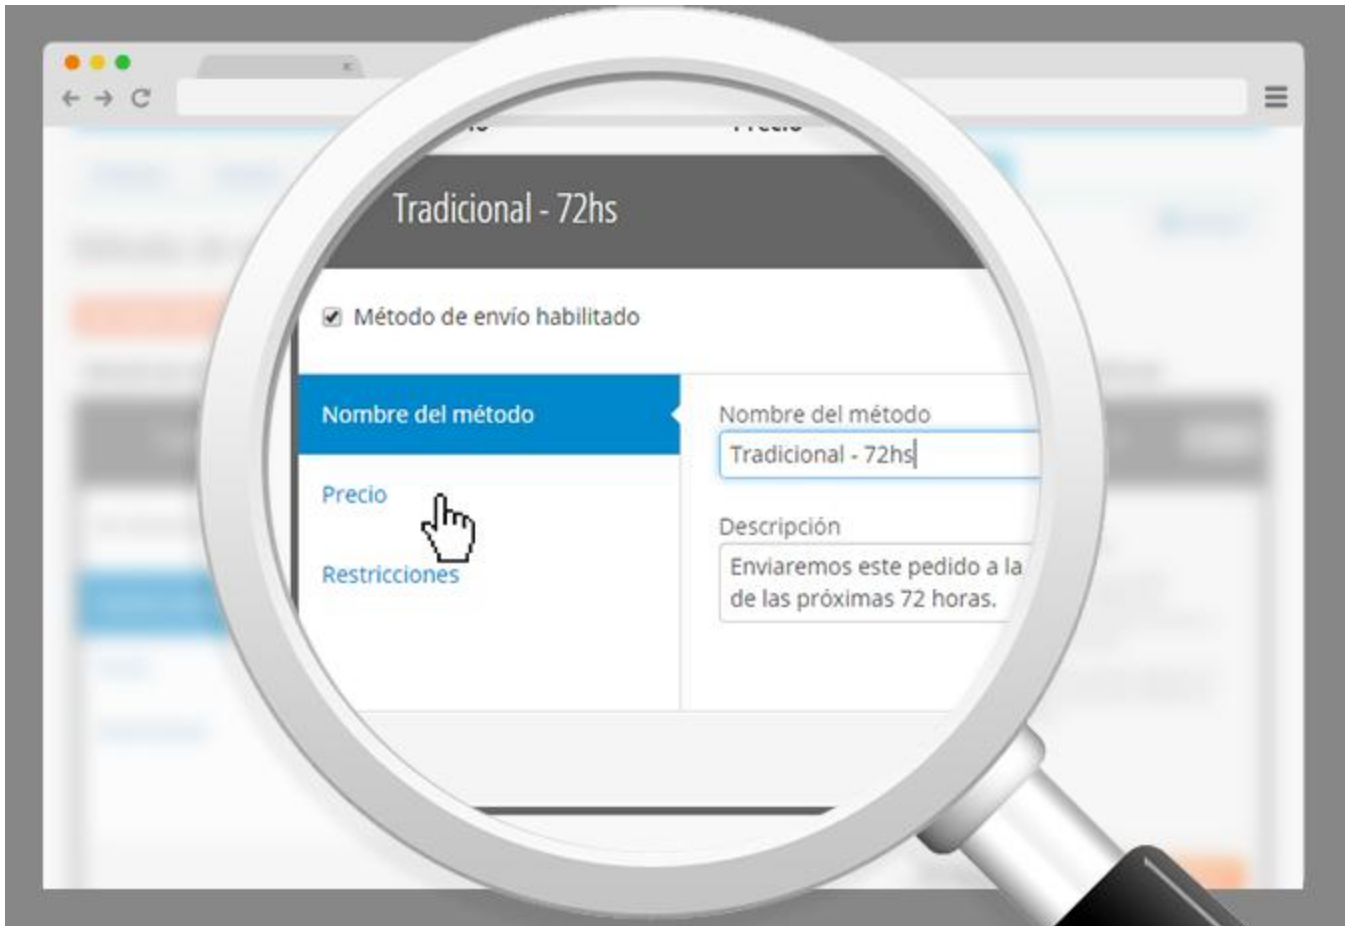 Tradicional - 72hs
Método de envío habilitado
Nombre del método
Precio
Restricciones
Nombre del método
Tradicional - 72hs
Descripción
Enviaremos este pedido a la
de las próximas 72 horas.